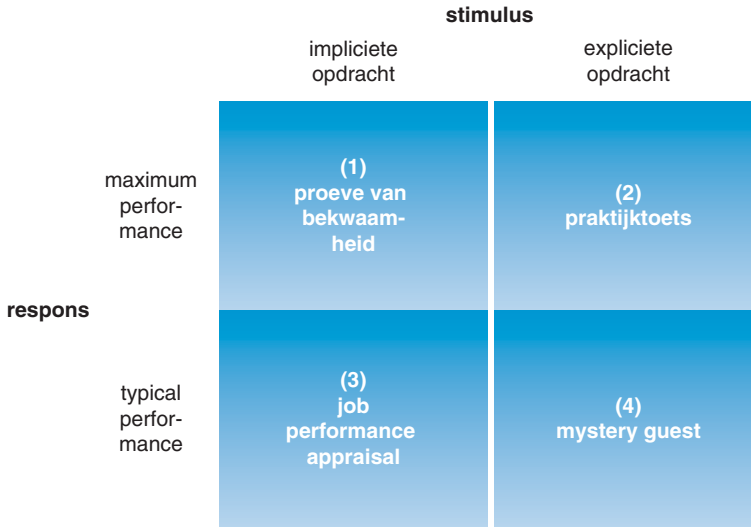 stimulus
impliciete
opdracht
expliciete
opdracht
maximum
perfor-
mance
(1)
proeve van
bekwaam-
heid
(2)
praktijktoets
respons
typical
perfor-
mance
(3)
job
performance
appraisal
(4)
mystery guest